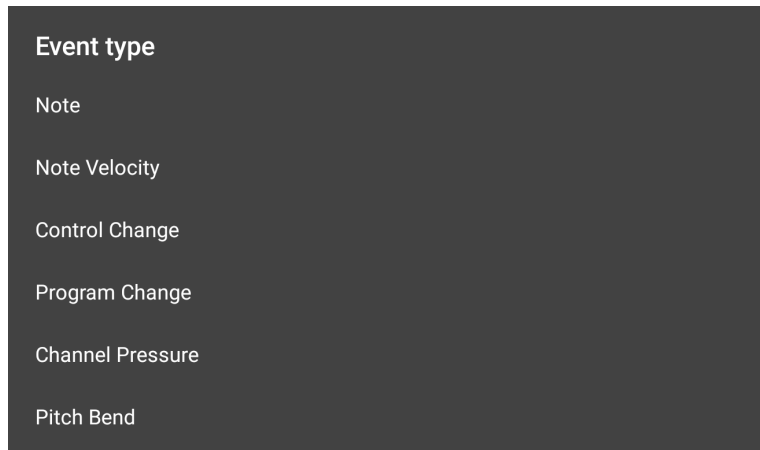 Event type
Note
Note Velocity
Control Change
Program Change
Channel Pressure
Pitch Bend